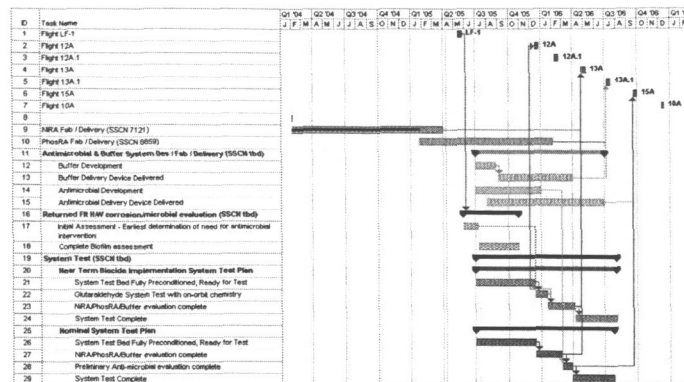 Q1 '04 Q2 '04 Q3 '04 Q4 '04 Q1 '05 Q2 '05 Q3 '05 Q4 '05 Q1 '06 Q2 '06 Q3 '06 Q4 '06 Q1
ID Task Name J F M A M J J A S O N D J F M A M J J A S O N D J F M A M J J A S O N D J F
1 Flight LF-1 LF-1
2 Flight 12A 12A
3 Flight 12A.1 12A.1
4 Flight 13A 13A
5 Flight 13A.1 13A.1
6 Flight 15A 15A
7 Flight 10A 10A
8
9 NiRA Fab / Delivery (SSCN 7121)
10 PhosRA Fab / Delivery (SSCN 8859)
11 Antimicrobial & Buffer System Des / Fab / Delivery (SSCN tbd)
12 Buffer Development
13 Buffer Delivery Device Delivered
14 Antimicrobial Development
15 Antimicrobial Delivery Device Delivered
16 Returned Flt H/W corrosion/microbial evaluation (SSCN tbd)
17 Initial Assessment - Earliest determination of need for antimicrobial
intervention
18 Complete Biofilm assessment
19 System Test (SSCN tbd)
20 Near Term Biocide Implementation System Test Plan
21 System Test Bed Fully Preconditioned, Ready for Test
22 Glutaraldehyde System Test with on-orbit chemistry
23 NiRA/PhosRA/Buffer evaluation complete
24 System Test Complete
25 Nominal System Test Plan
26 System Test Bed Fully Preconditioned, Ready for Test
27 NiRA/PhosRA/Buffer evaluation complete
28 Preliminary Anti-microbial evaluation complete
29 System Test Complete